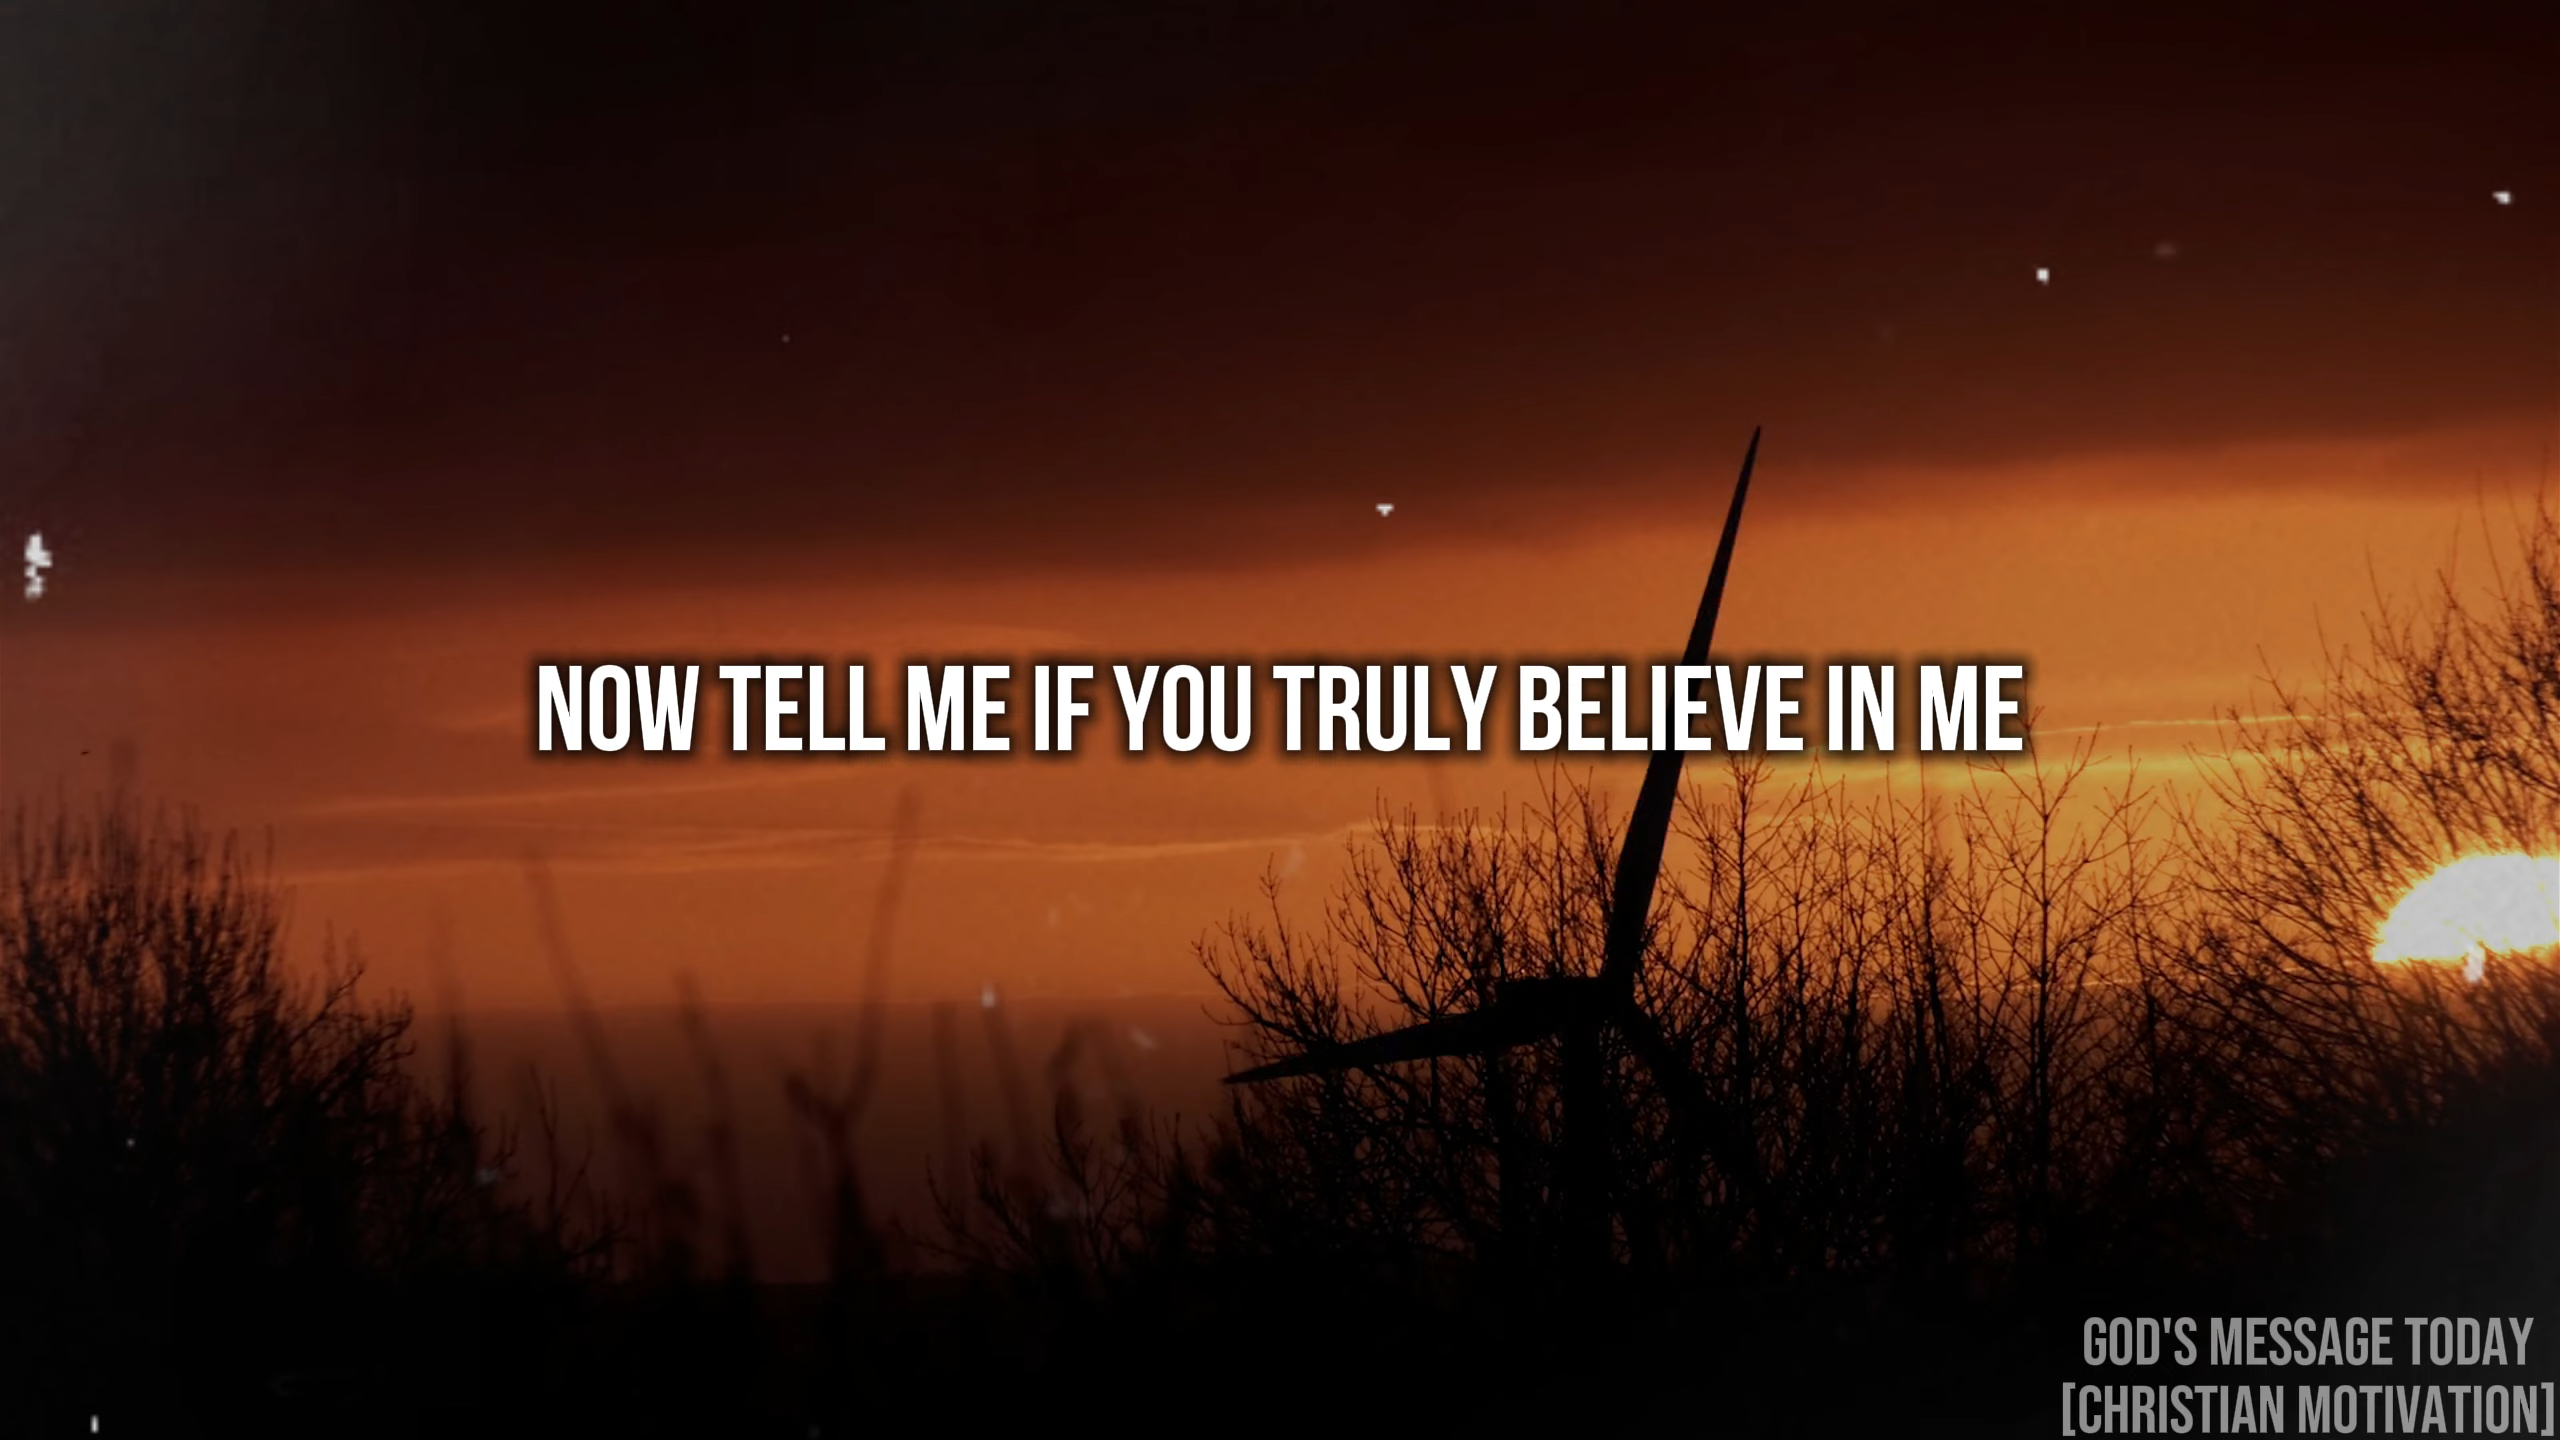 NOW TELL ME IF YOU TRULY BELIEVE IN ME
GOD'S MESSAGE TODAY
[CHRISTIAN MOTIVATION]